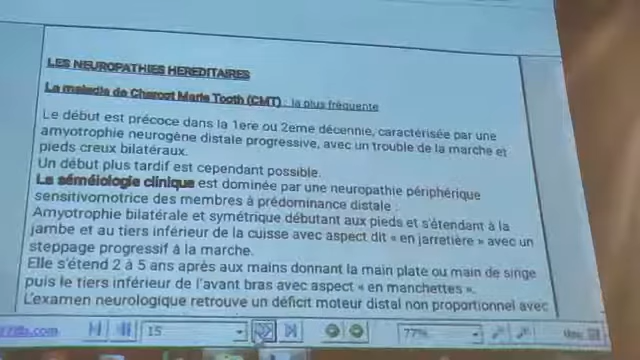 LES NEUROPATHIES HEREDITAIRES
La maladie de Charcot Marie Tooth (CMT) : la plus fréquente
Le début est précoce dans la 1ere ou 2eme décennie, caractérisée par une
amyotrophie neurogène distale progressive, avec un trouble de la marche et
pieds creux bilatéraux.
Un début plus tardif est cependant possible.
La séméiologie clinique est dominée par une neuropathie périphérique
sensitivomotrice des membres à prédominance distale :
Amyotrophie bilatérale et symétrique débutant aux pieds et s'étendant à la
jambe et au tiers inférieur de la cuisse avec aspect dit « en jarretière » avec un
steppage progressif à la marche.
Elle s'étend 2 à 5 ans après aux mains donnant la main plate ou main de singe
puis le tiers inférieur de l'avant bras avec aspect « en manchettes ».
L'examen neurologique retrouve un déficit moteur distal non proportionnel avec
15
77%